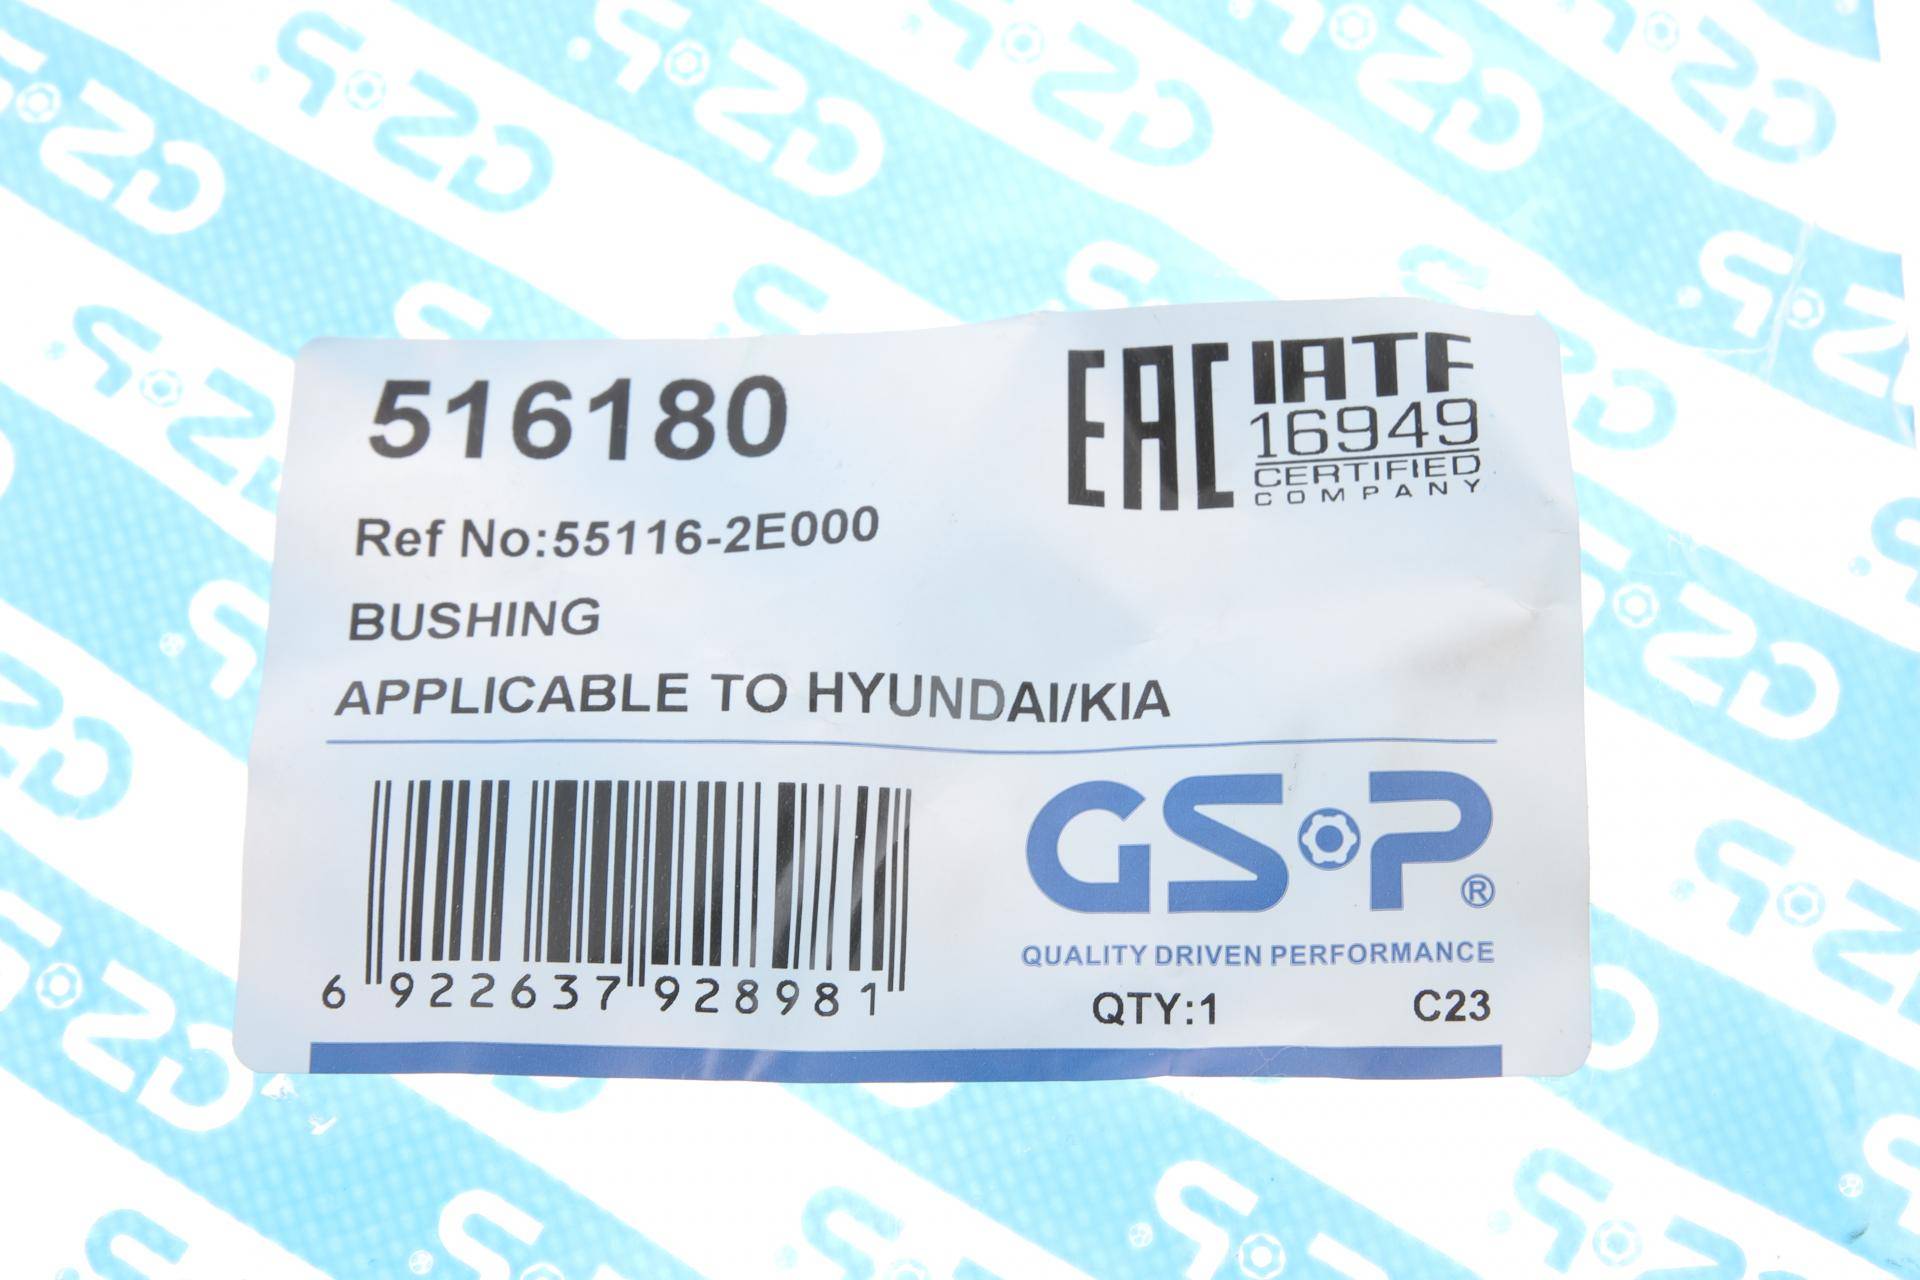 516180
EAC
IATF
16949
CERTIFIED
COMPANY
Ref No:55116-2E000
BUSHING
APPLICABLE TO HYUNDAI/KIA
6 922637 928981
GSP®
QUALITY DRIVEN PERFORMANCE
QTY:1 C23